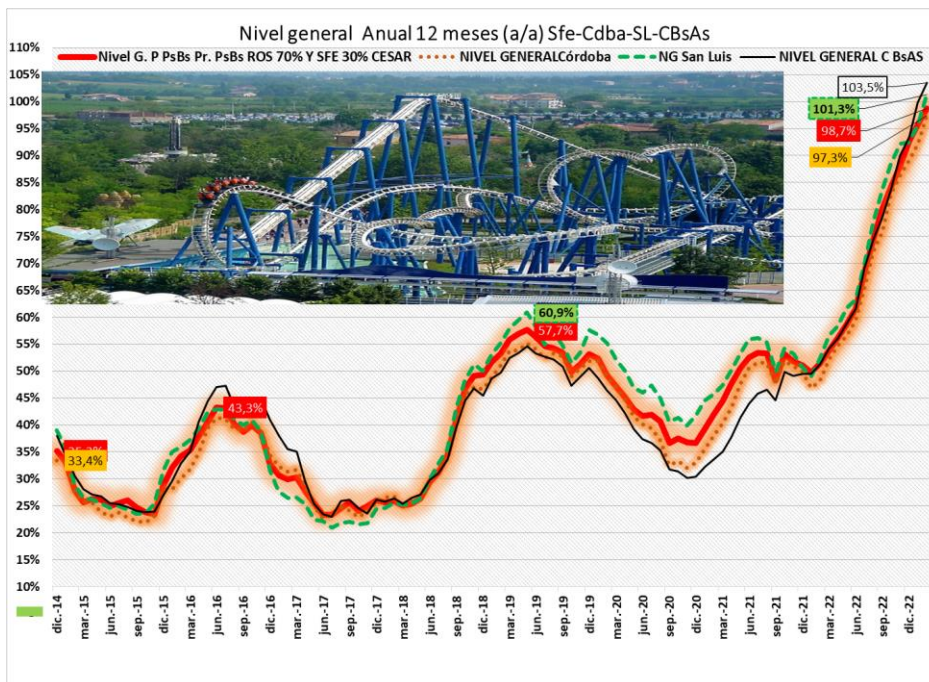 Nivel general  Anual 12 meses (a/a) Sfe-Cdba-SL-CBsAs
Nivel G. P PsBs Pr. PsBs ROS 70% Y SFE 30% CESAR
NIVEL GENERALCórdoba
NG San Luis
NIVEL GENERAL C BsAS
110%
105%
100%
95%
90%
85%
80%
75%
70%
65%
60%
55%
50%
45%
40%
35%
30%
25%
20%
15%
10%
103,5%
101,3%
98,7%
97,3%
60,9%
57,7%
43,3%
33,4%
dic.-14
mar.-15
jun.-15
sep.-15
dic.-15
mar.-16
jun.-16
sep.-16
dic.-16
mar.-17
jun.-17
sep.-17
dic.-17
mar.-18
jun.-18
sep.-18
dic.-18
mar.-19
jun.-19
sep.-19
dic.-19
mar.-20
jun.-20
sep.-20
dic.-20
mar.-21
jun.-21
sep.-21
dic.-21
mar.-22
jun.-22
sep.-22
dic.-22